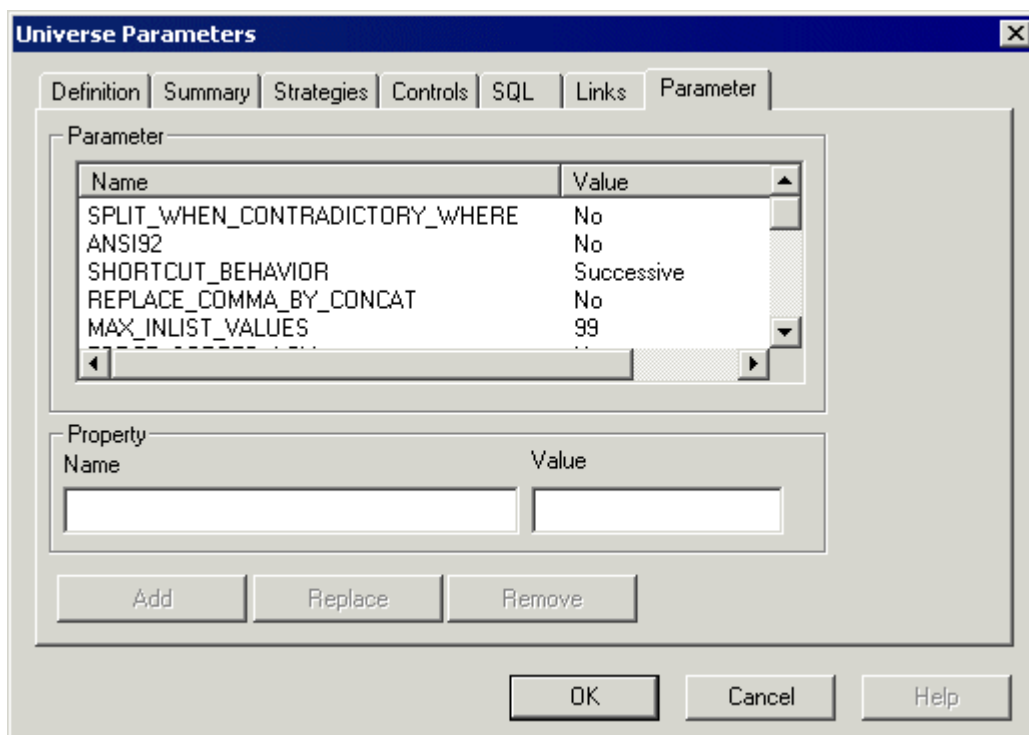 Universe Parameters
Definition Summary Strategies Controls SQL Links Parameter
Parameter
Name Value
SPLIT_WHEN_CONTRADICTORY_WHERE No
ANSI92 No
SHORTCUT_BEHAVIOR Successive
REPLACE_COMMA_BY_CONCAT No
MAX_INLIST_VALUES 99
Property
Name Value
Add Replace Remove
OK Cancel Help